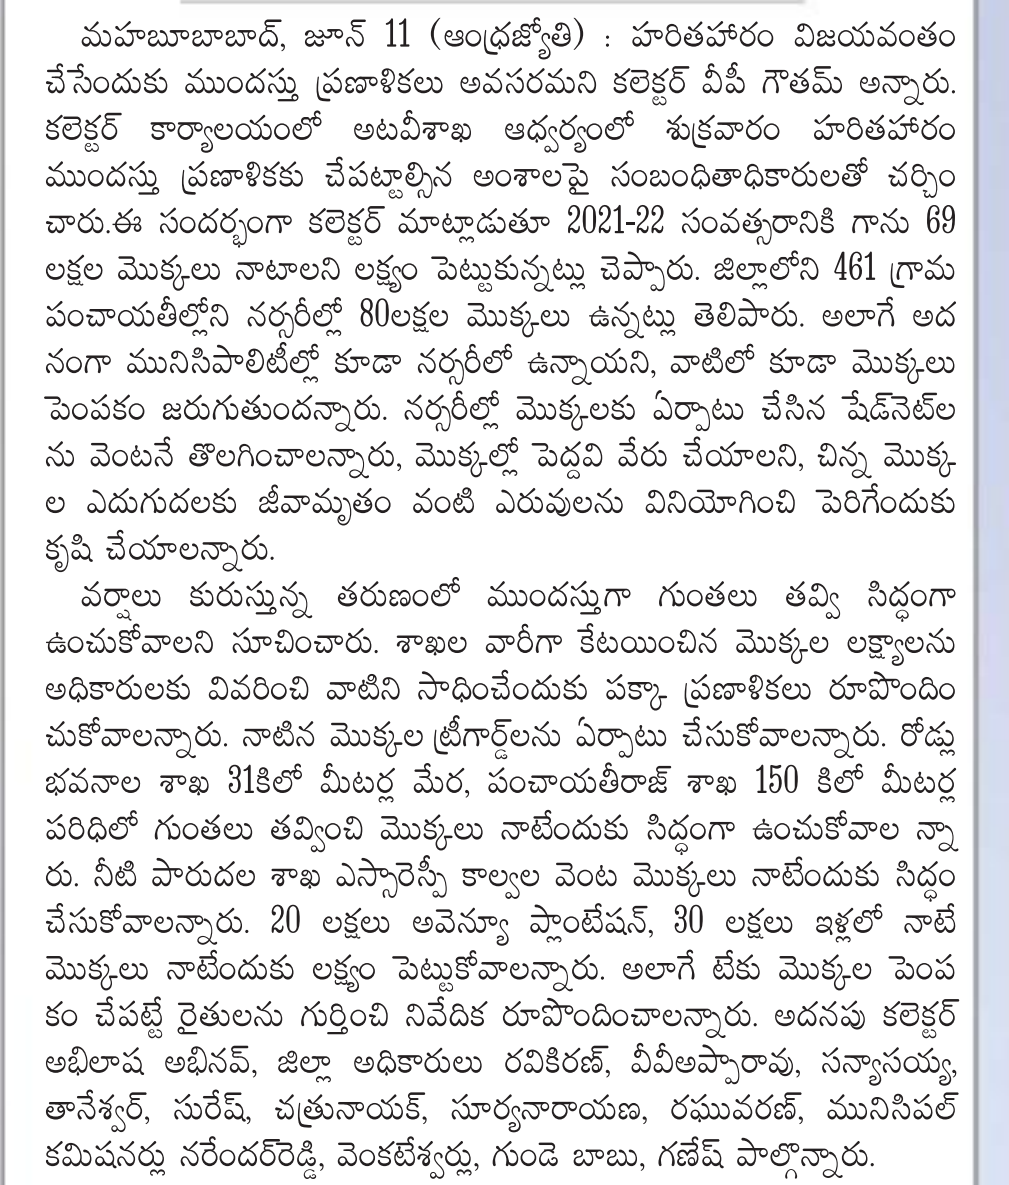 మహబూబాబాద్, జూన్ 11 (ఆంధ్రజ్యోతి) : హరితహారం విజయవంతం
చేసేందుకు ముందస్తు ప్రణాళికలు అవసరమని కలెక్టర్ వీపీ గౌతమ్ అన్నారు.
కలెక్టర్ కార్యాలయంలో అటవీశాఖ ఆధ్వర్యంలో శుక్రవారం హరితహారం
ముందస్తు ప్రణాళికకు చేపట్టాల్సిన అంశాలపై సంబంధితాధికారులతో చర్చిం
చారు.ఈ సందర్భంగా కలెక్టర్ మాట్లాడుతూ 2021-22 సంవత్సరానికి గాను 69
లక్షల మొక్కలు నాటాలని లక్ష్యం పెట్టుకున్నట్లు చెప్పారు. జిల్లాలోని 461 గ్రామ
పంచాయతీల్లోని నర్సరీల్లో 80లక్షల మొక్కలు ఉన్నట్లు తెలిపారు. అలాగే అద
నంగా మునిసిపాలిటీల్లో కూడా నర్సరీలో ఉన్నాయని, వాటిలో కూడా మొక్కలు
పెంపకం జరుగుతుందన్నారు. నర్సరీల్లో మొక్కలకు ఏర్పాటు చేసిన షేడ్‌నెట్‌ల
ను వెంటనే తొలగించాలన్నారు, మొక్కల్లో పెద్దవి వేరు చేయాలని, చిన్న మొక్క
ల ఎదుగుదలకు జీవామృతం వంటి ఎరువులను వినియోగించి పెరిగేందుకు
కృషి చేయాలన్నారు.
వర్షాలు కురుస్తున్న తరుణంలో ముందస్తుగా గుంతలు తవ్వి సిద్ధంగా
ఉంచుకోవాలని సూచించారు. శాఖల వారీగా కేటయించిన మొక్కల లక్ష్యాలను
అధికారులకు వివరించి వాటిని సాధించేందుకు పక్కా ప్రణాళికలు రూపొందిం
చుకోవాలన్నారు. నాటిన మొక్కల ట్రీగార్డ్‌లను ఏర్పాటు చేసుకోవాలన్నారు. రోడ్లు
భవనాల శాఖ 31కిలో మీటర్ల మేర, పంచాయతీరాజ్ శాఖ 150 కిలో మీటర్ల
పరిధిలో గుంతలు తవ్వించి మొక్కలు నాటేందుకు సిద్ధంగా ఉంచుకోవాల న్నా
రు. నీటి పారుదల శాఖ ఎస్సారెస్పీ కాల్వల వెంట మొక్కలు నాటేందుకు సిద్ధం
చేసుకోవాలన్నారు. 20 లక్షలు అవెన్యూ ప్లాంటేషన్, 30 లక్షలు ఇళ్లలో నాటే
మొక్కలు నాటేందుకు లక్ష్యం పెట్టుకోవాలన్నారు. అలాగే టేకు మొక్కల పెంప
కం చేపట్టే రైతులను గుర్తించి నివేదిక రూపొందించాలన్నారు. అదనపు కలెక్టర్
అభిలాష అభినవ్, జిల్లా అధికారులు రవికిరణ్, వీవీఅప్పారావు, సన్యాసయ్య,
తానేశ్వర్, సురేష్, చత్రునాయక్, సూర్యనారాయణ, రఘువరణ్, మునిసిపల్
కమిషనర్లు నరేందర్‌రెడ్డి, వెంకటేశ్వర్లు, గుండె బాబు, గణేష్ పాల్గొన్నారు.